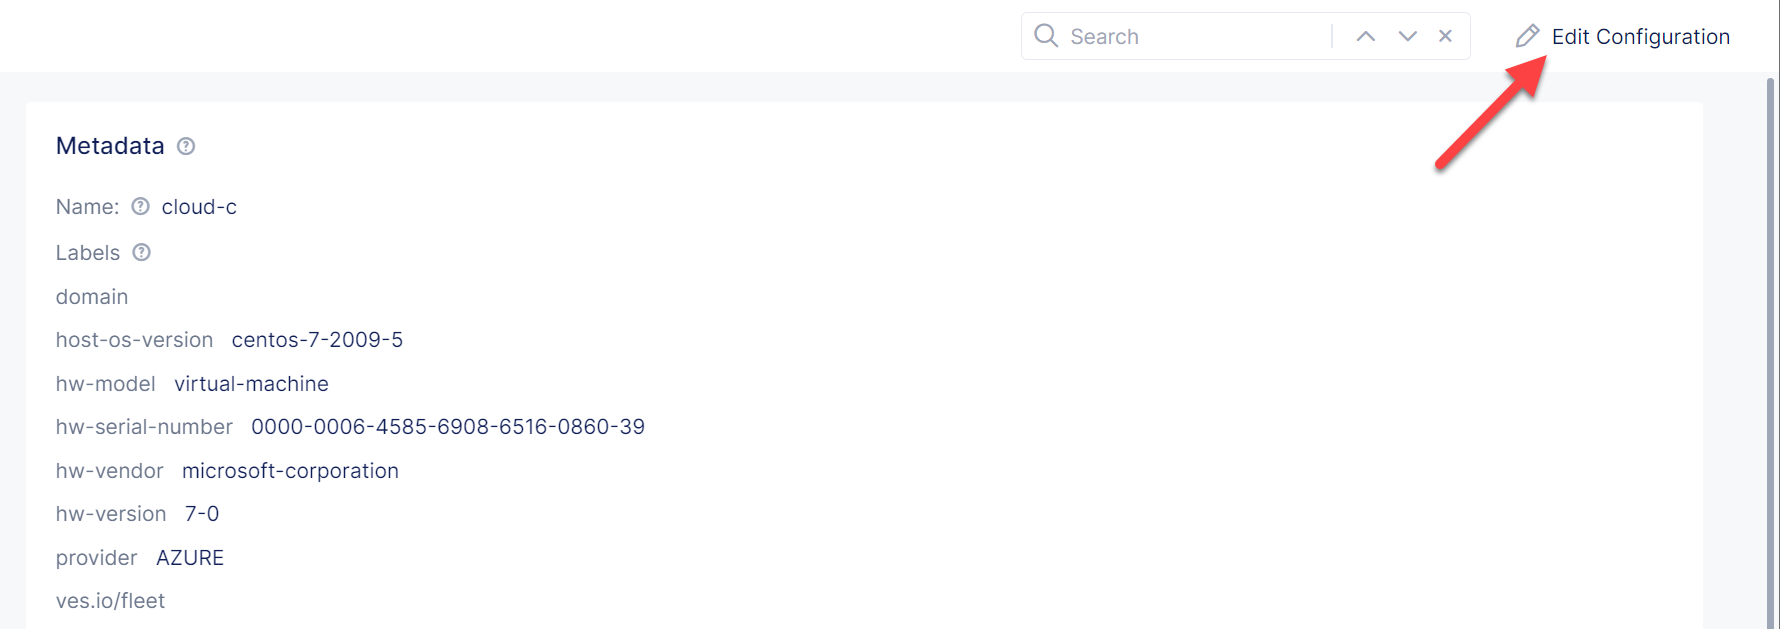 Search
Edit Configuration
Metadata
Name: cloud-c
Labels
domain
host-os-version centos-7-2009-5
hw-model virtual-machine
hw-serial-number 0000-0006-4585-6908-6516-0860-39
hw-vendor microsoft-corporation
hw-version 7-0
provider AZURE
ves.io/fleet